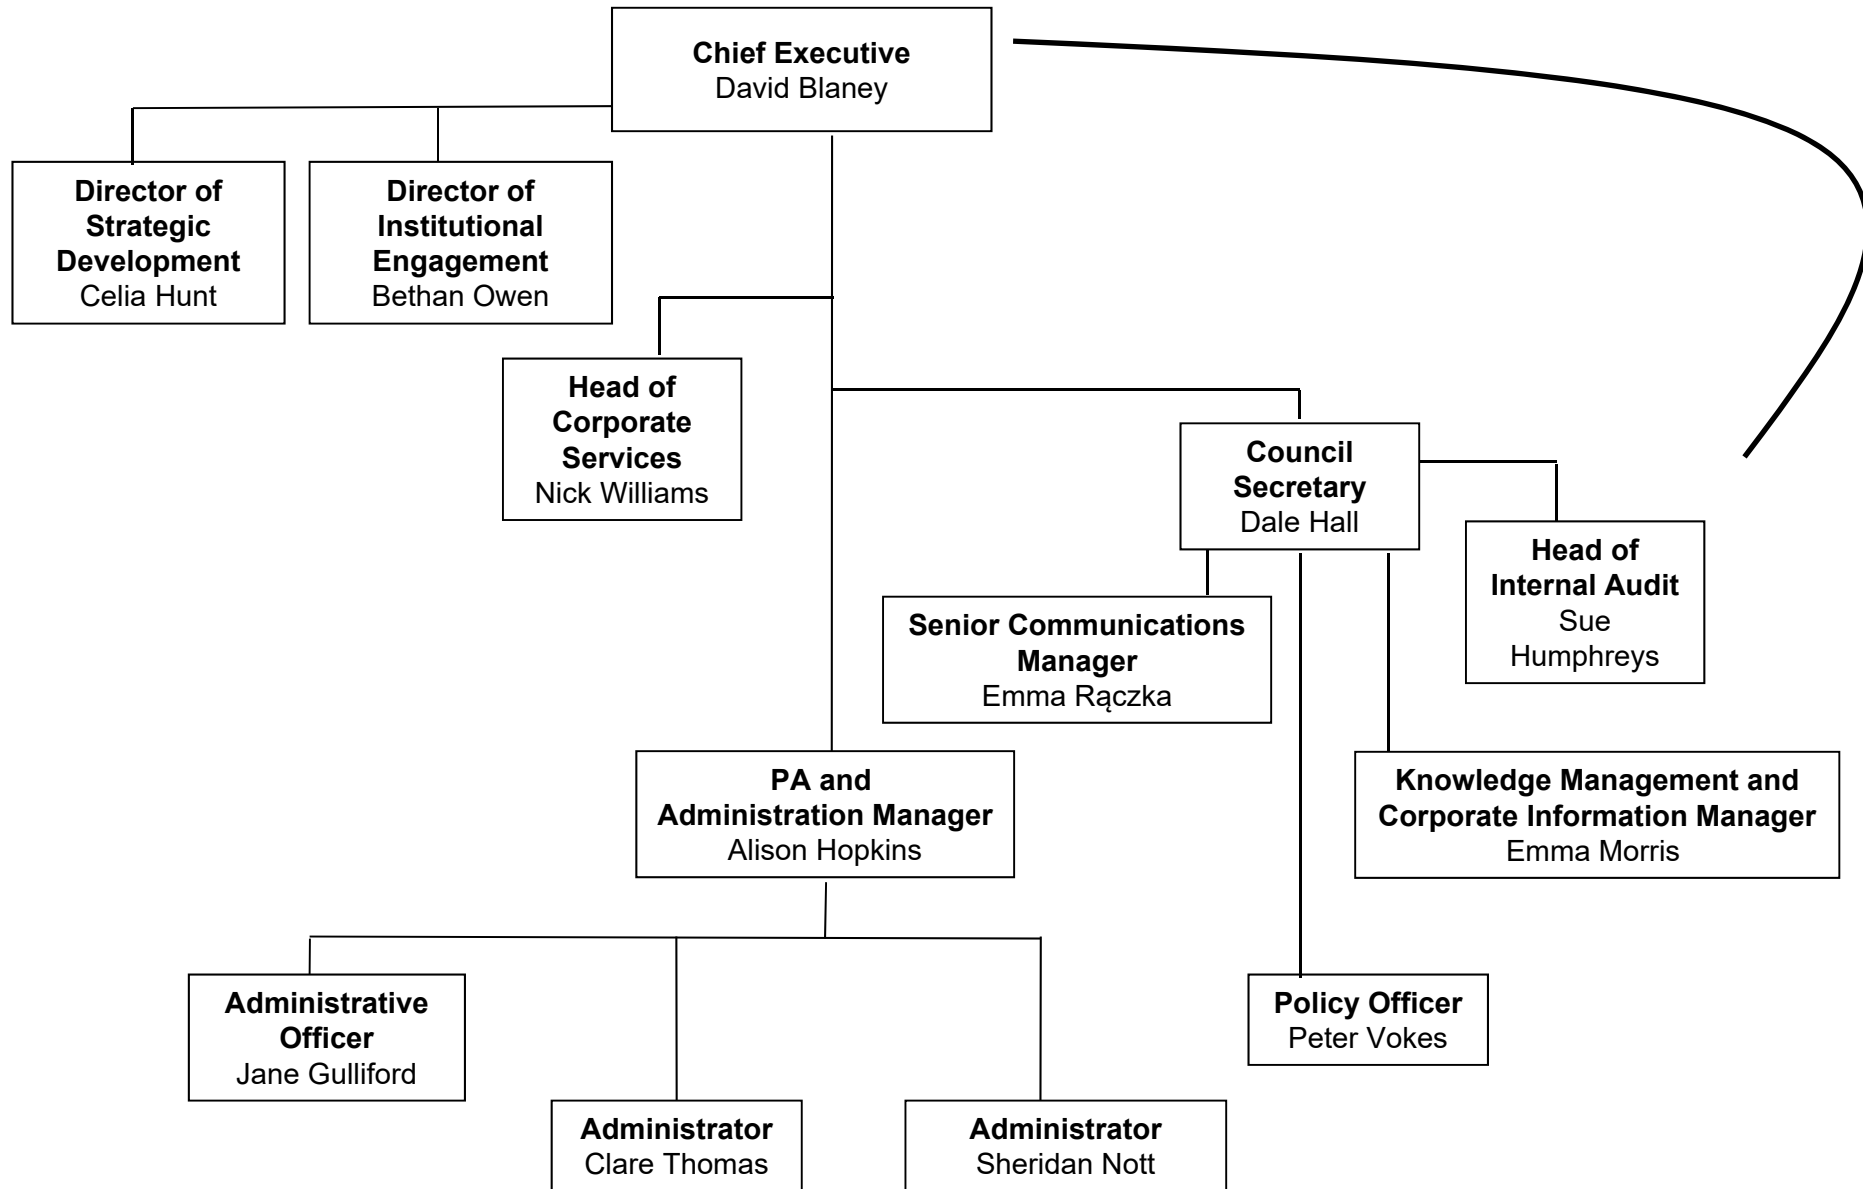 Chief Executive
David Blaney
Director of
Strategic
Development
Celia Hunt
Director of
Institutional
Engagement
Bethan Owen
Head of
Corporate
Services
Nick Williams
Council
Secretary
Dale Hall
Head of
Internal Audit
Sue
Humphreys
Senior Communications
Manager
Emma Rączka
PA and
Administration Manager
Alison Hopkins
Knowledge Management and
Corporate Information Manager
Emma Morris
Administrative
Officer
Jane Gulliford
Policy Officer
Peter Vokes
Administrator
Clare Thomas
Administrator
Sheridan Nott